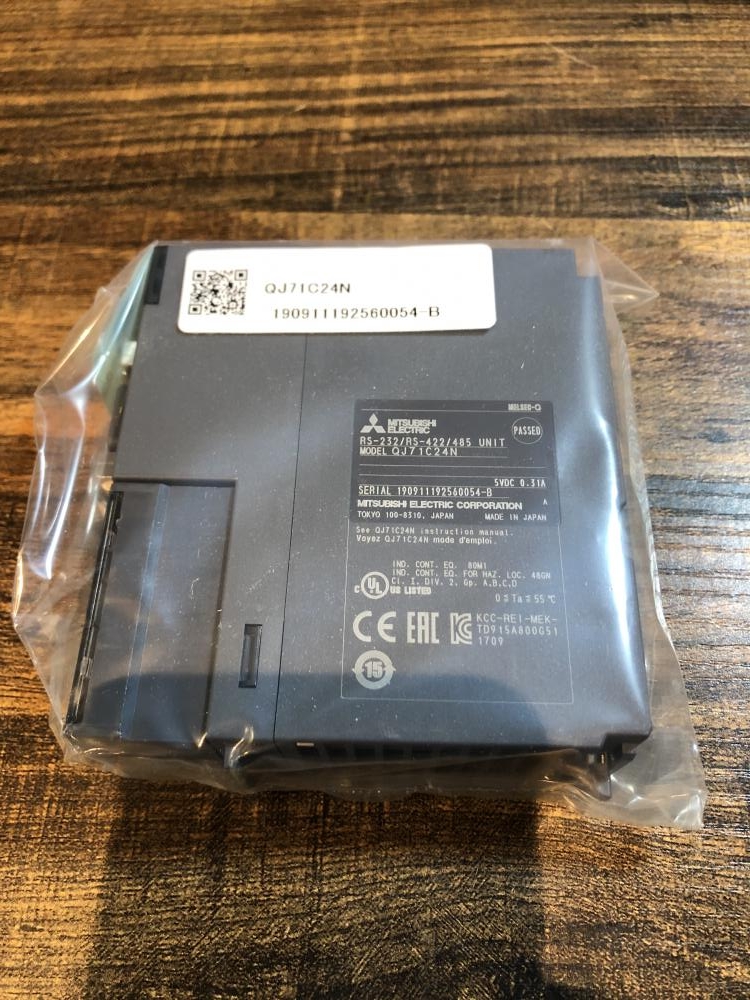 QJ71C24N
190911192560054-B
MELSEC-Q
MITSUBISHI
ELECTRIC
PASSED
RS-232/RS-422/485 UNIT
MODEL QJ71C24N
5VDC 0.31A
SERIAL 190911192560054-B
A
MITSUBISHI ELECTRIC CORPORATION
TOKYO 100-8310, JAPAN MADE IN JAPAN
See QJ71C24N instruction manual.
Voyez QJ71C24N mode d'emploi.
IND. CONT. EQ. 80M1
IND. CONT. EQ. FOR HAZ. LOC. 48GN
Cl. I, DIV. 2, Gp. A,B,C,D
C UL US LISTED
0≤Ta≤55℃
CE EAC KC KCC-REI-MEK-
TD915A800G51
1709
15